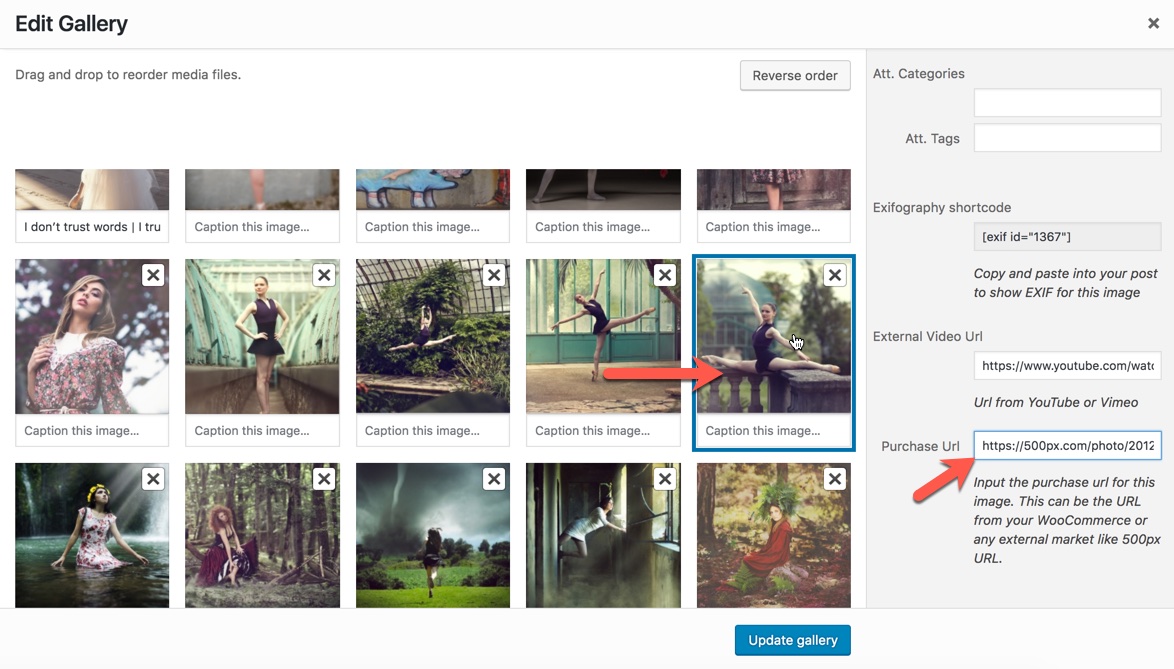 Edit Gallery
Drag and drop to reorder media files.
Reverse order
I don’t trust words | I tru
Caption this image...
Caption this image...
Caption this image...
Caption this image...
Caption this image...
Caption this image...
Caption this image...
Caption this image...
Caption this image...
Update gallery
Att. Categories
Att. Tags
Exifography shortcode
[exif id="1367"]
Copy and paste into your post
to show EXIF for this image
External Video Url
https://www.youtube.com/watc
Url from YouTube or Vimeo
Purchase Url
https://500px.com/photo/2012
Input the purchase url for this
image. This can be the URL
from your WooCommerce or
any external market like 500px
URL.